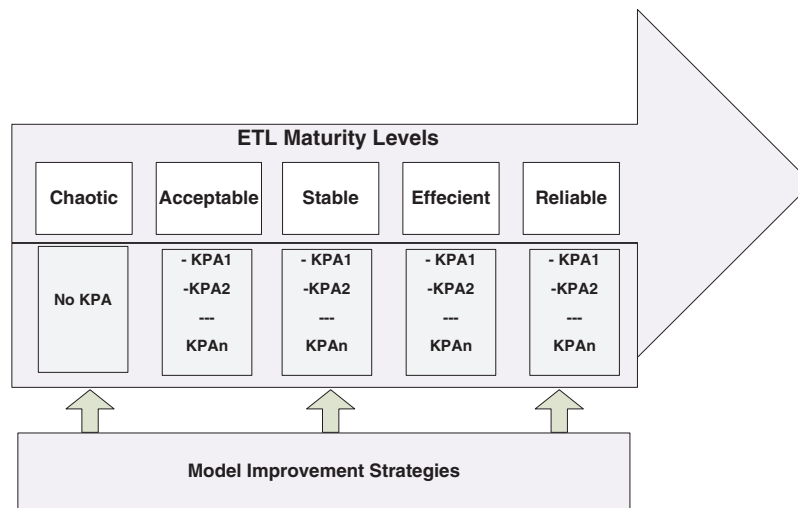 ETL Maturity Levels
Chaotic
Acceptable
Stable
Effecient
Reliable
No KPA
- KPA1
-KPA2
---
KPAn
- KPA1
-KPA2
---
KPAn
- KPA1
-KPA2
---
KPAn
- KPA1
-KPA2
---
KPAn
Model Improvement Strategies